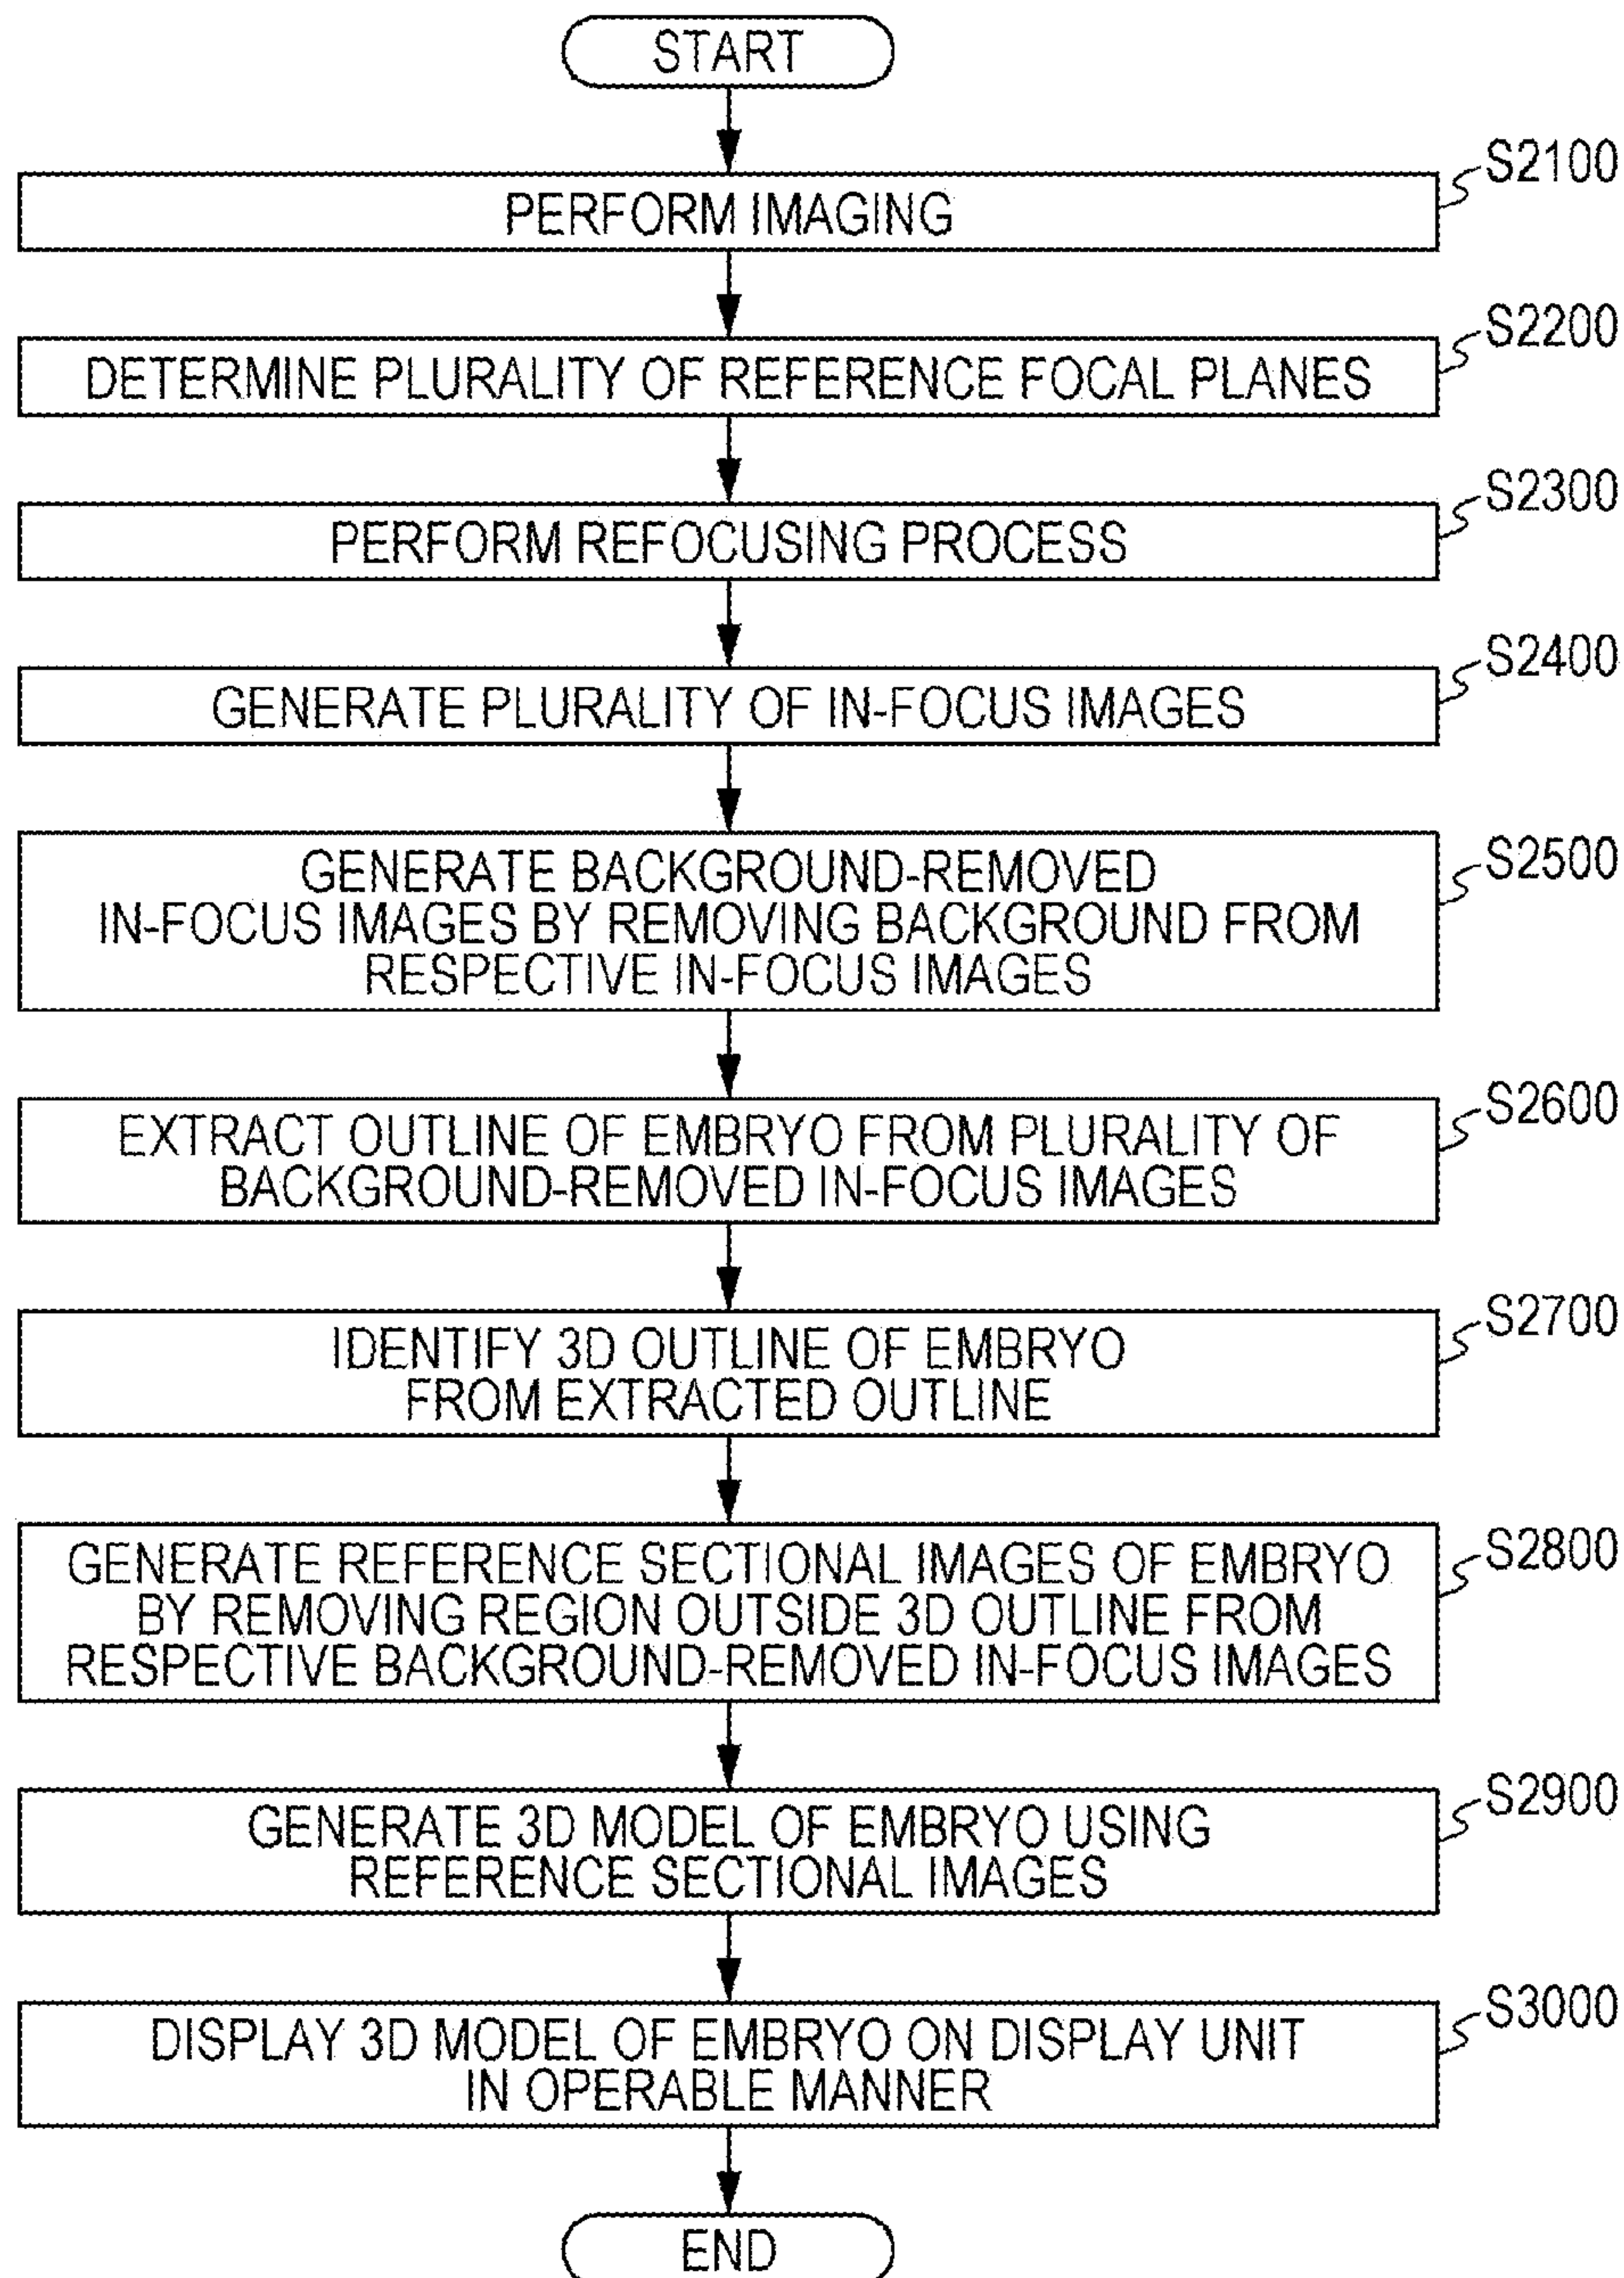 START
S2100
PERFORM IMAGING
S2200
DETERMINE PLURALITY OF REFERENCE FOCAL PLANES
S2300
PERFORM REFOCUSING PROCESS
S2400
GENERATE PLURALITY OF IN-FOCUS IMAGES
S2500
GENERATE BACKGROUND-REMOVED
IN-FOCUS IMAGES BY REMOVING BACKGROUND FROM
RESPECTIVE IN-FOCUS IMAGES
S2600
EXTRACT OUTLINE OF EMBRYO FROM PLURALITY OF
BACKGROUND-REMOVED IN-FOCUS IMAGES
S2700
IDENTIFY 3D OUTLINE OF EMBRYO
FROM EXTRACTED OUTLINE
S2800
GENERATE REFERENCE SECTIONAL IMAGES OF EMBRYO
BY REMOVING REGION OUTSIDE 3D OUTLINE FROM
RESPECTIVE BACKGROUND-REMOVED IN-FOCUS IMAGES
S2900
GENERATE 3D MODEL OF EMBRYO USING
REFERENCE SECTIONAL IMAGES
S3000
DISPLAY 3D MODEL OF EMBRYO ON DISPLAY UNIT
IN OPERABLE MANNER
END